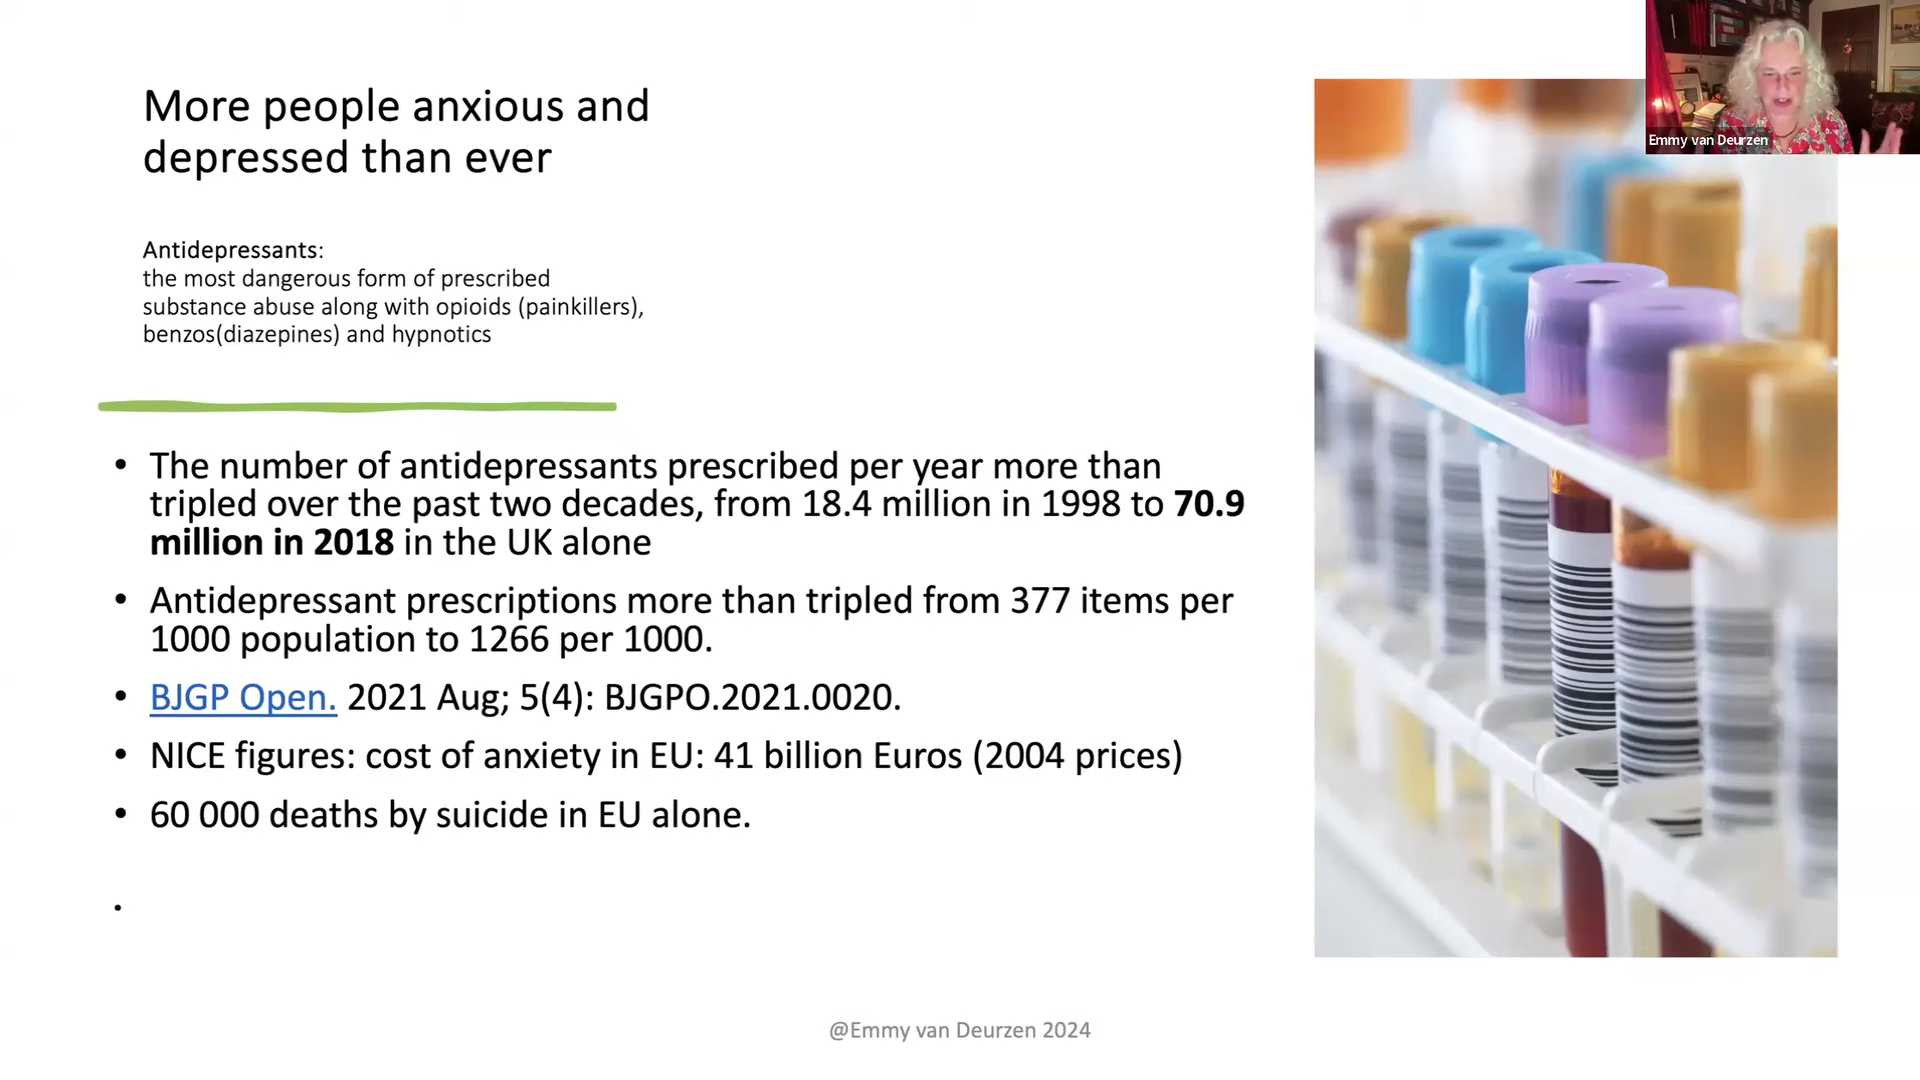 Emmy van Deurzen
More people anxious and
depressed than ever
Antidepressants:
the most dangerous form of prescribed
substance abuse along with opioids (painkillers),
benzos(diazepines) and hypnotics
• The number of antidepressants prescribed per year more than
tripled over the past two decades, from 18.4 million in 1998 to 70.9
million in 2018 in the UK alone
• Antidepressant prescriptions more than tripled from 377 items per
1000 population to 1266 per 1000.
• BJGP Open. 2021 Aug; 5(4): BJGPO.2021.0020.
• NICE figures: cost of anxiety in EU: 41 billion Euros (2004 prices)
• 60 000 deaths by suicide in EU alone.
•
@Emmy van Deurzen 2024